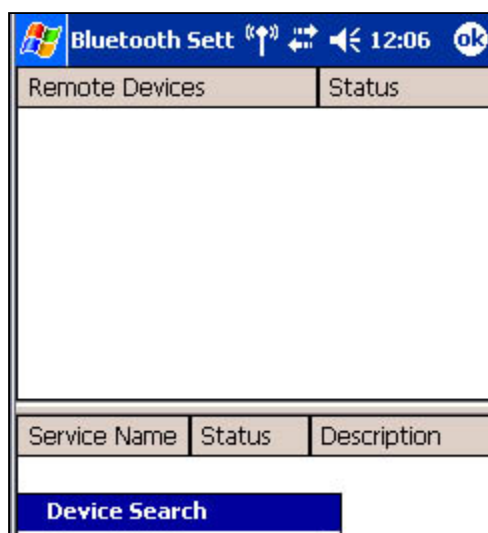 Bluetooth Sett 12:06 ok
Remote Devices Status
Service Name Status Description
Device Search